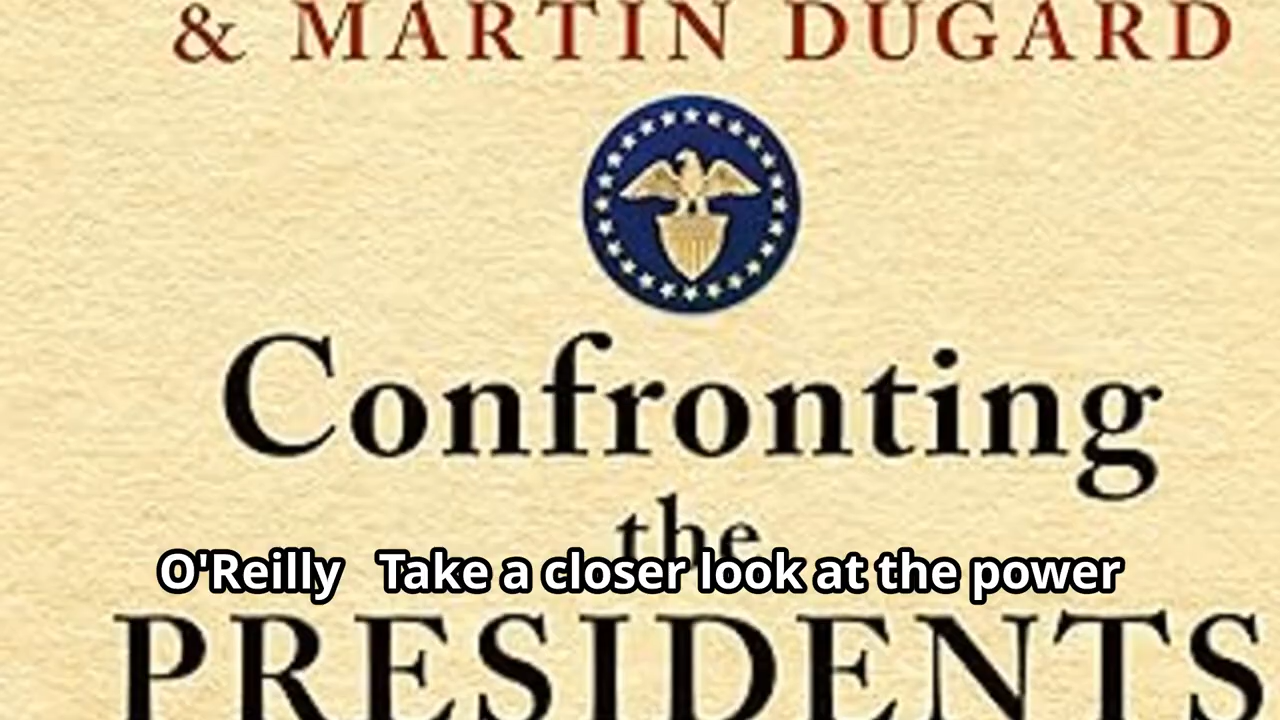 & MARTIN DUGARD
Confronting
the
O'Reilly Take a closer look at the power
PRESIDENTS